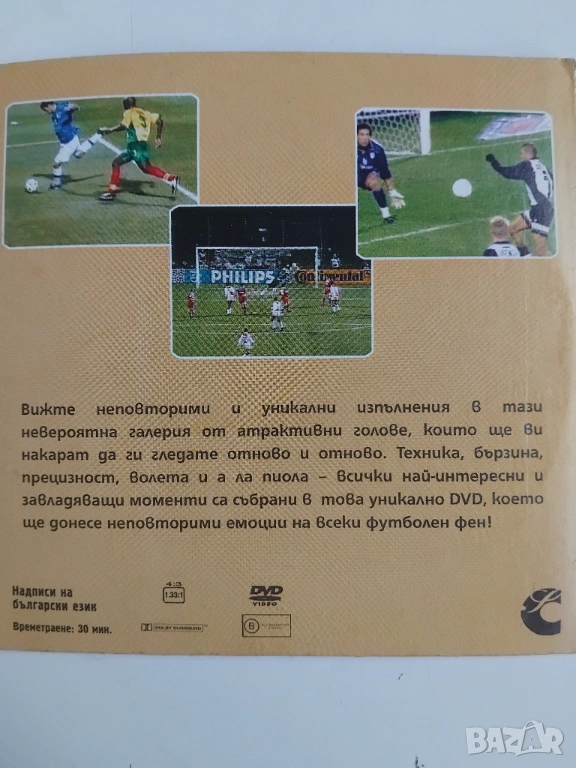 PHILIPS Continental
Вижте неповторими и уникални изпълнения в тази
невероятна галерия от атрактивни голове, които ще ви
накарат да ги гледате отново и отново. Техника, бързина,
прецизност, волета и а ла пиола – всички най-интересни и
завладяващи моменти са събрани в това уникално DVD, което
ще донесе неповторими емоции на всеки футболен фен!
Надписи на
български език
Времетраене: 30 мин.
4:3
1.33:1
DVD
VIDEO
6
BAZAR